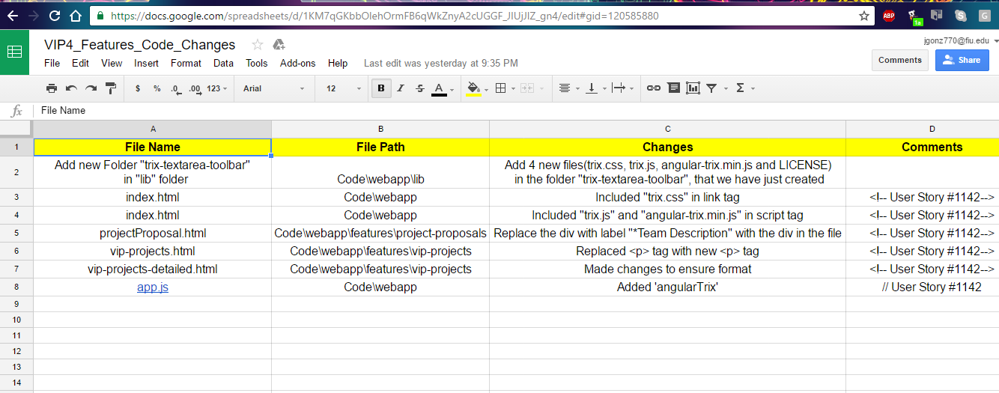 https://docs.google.com/spreadsheets/d/1KM7qGKbbOlehOrmFB6qWkZnyA2cUGGF_JIUjJIZ_gn4/edit#gid=120585880
ABP
1a
G
VIP4_Features_Code_Changes
jgonz770@fiu.edu
File Edit View Insert Format Data Tools Add-ons Help Last edit was yesterday at 9:35 PM
Comments Share
$ % .0 .00 123 Arial 12 B I S A Σ
fx File Name
A B C D
1 File Name File Path Changes Comments
2 Add new Folder "trix-textarea-toolbar" in "lib" folder Code\webapp\lib Add 4 new files(trix.css, trix.js, angular-trix.min.js and LICENSE) in the folder "trix-textarea-toolbar", that we have just created
3 index.html Code\webapp Included "trix.css" in link tag <!-- User Story #1142-->
4 index.html Code\webapp Included "trix.js" and "angular-trix.min.js" in script tag <!-- User Story #1142-->
5 projectProposal.html Code\webapp\features\project-proposals Replace the div with label "*Team Description" with the div in the file <!-- User Story #1142-->
6 vip-projects.html Code\webapp\features\vip-projects Replaced <p> tag with new <p> tag <!-- User Story #1142-->
7 vip-projects-detailed.html Code\webapp\features\vip-projects Made changes to ensure format <!-- User Story #1142-->
8 app.js Code\webapp Added 'angularTrix' // User Story #1142
9
10
11
12
13
14